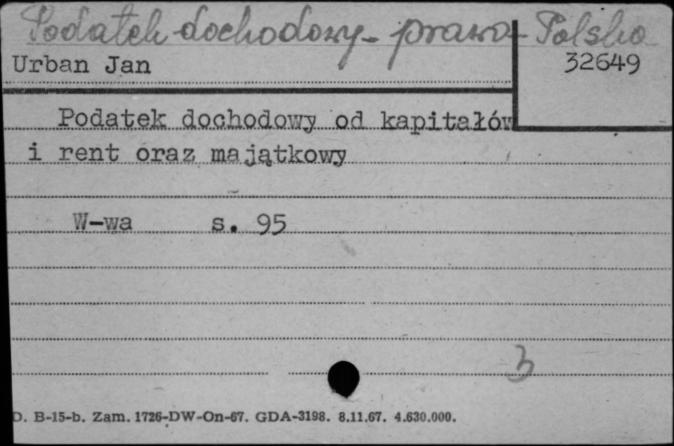 Podatek dochodowy - prawo - Polska
Urban Jan
32649
Podatek dochodowy od kapitałów
i rent oraz majątkowy
W-wa s. 95
3
D. B-15-b. Zam. 1726-DW-On-67. GDA-3198. 8.11.67. 4.630.000.